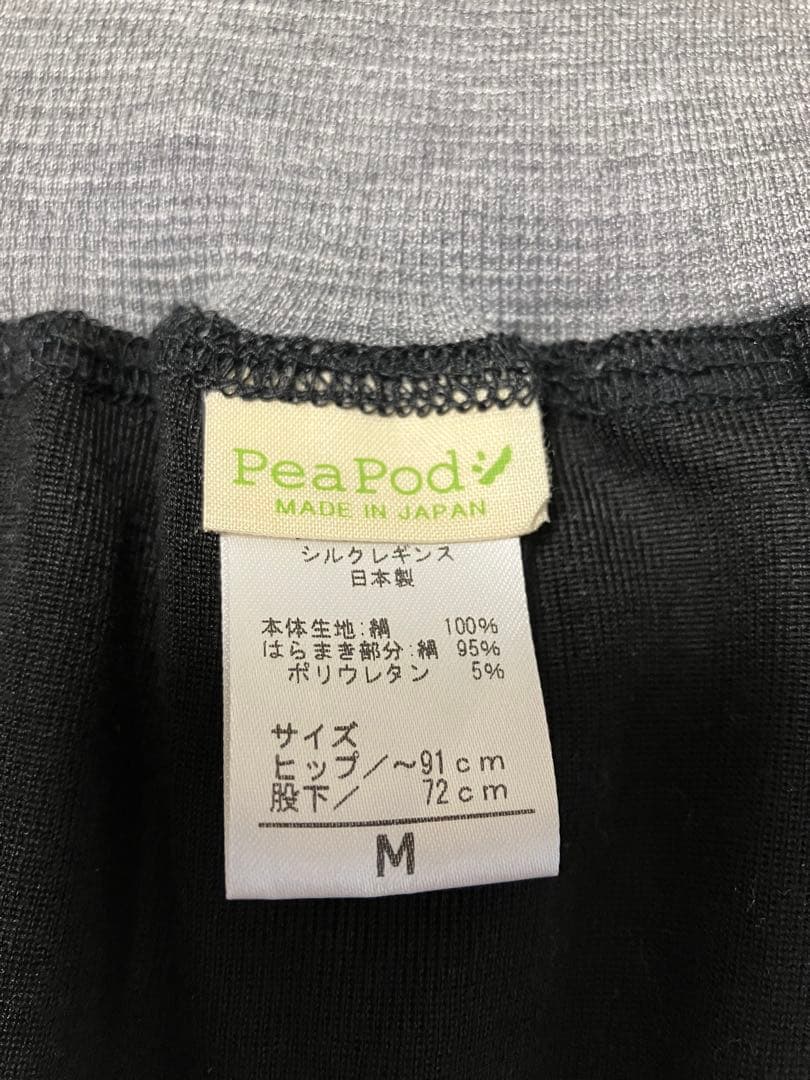 PeaPod
MADE IN JAPAN
シルクレギンス
日本製
本体生地:絹 100%
はらまき部分:絹 95%
ポリウレタン 5%
サイズ
ヒップ/~91cm
股下/ 72cm
M